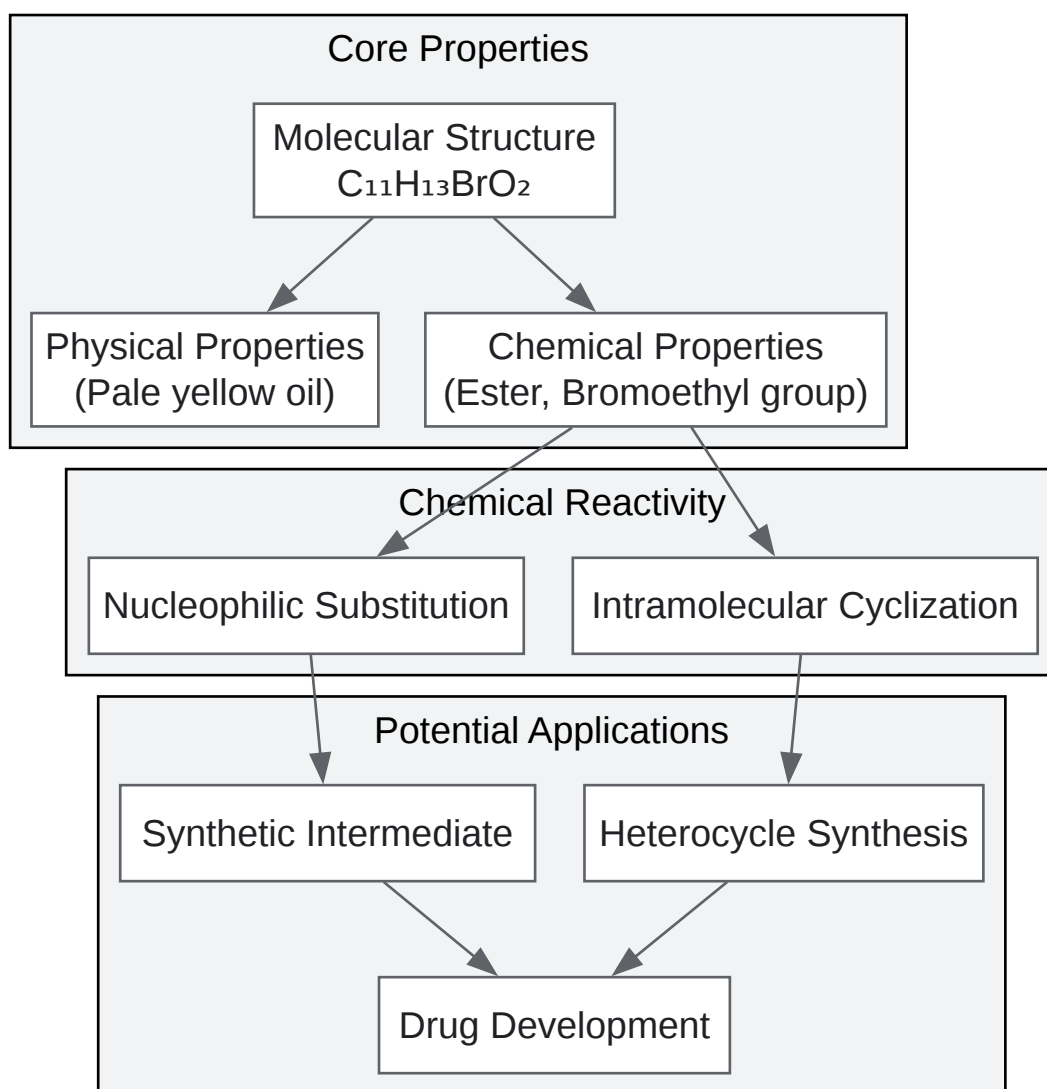 Core Properties
Molecular Structure
C₁₁H₁₃BrO₂
Physical Properties
(Pale yellow oil)
Chemical Properties
(Ester, Bromoethyl group)
Chemical Reactivity
Nucleophilic Substitution
Intramolecular Cyclization
Potential Applications
Synthetic Intermediate
Heterocycle Synthesis
Drug Development